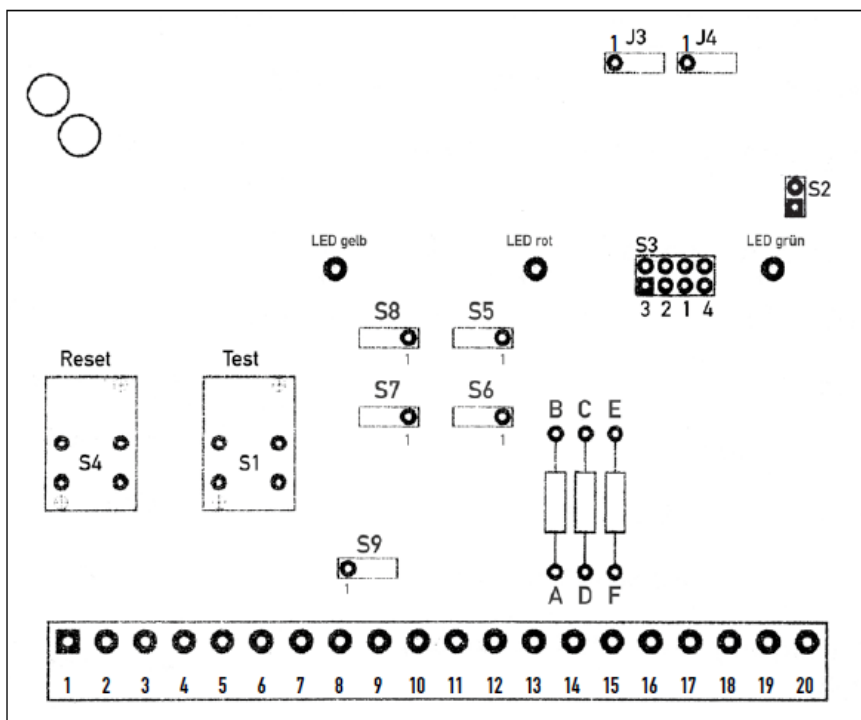 1 J3 1 J4
S2
LED gelb LED rot S3 LED grün
3 2 1 4
S8 S5
1 1
Reset Test
S7 S6
1 1
B C E
S4 S1
S9
1
A D F
1 2 3 4 5 6 7 8 9 10 11 12 13 14 15 16 17 18 19 20